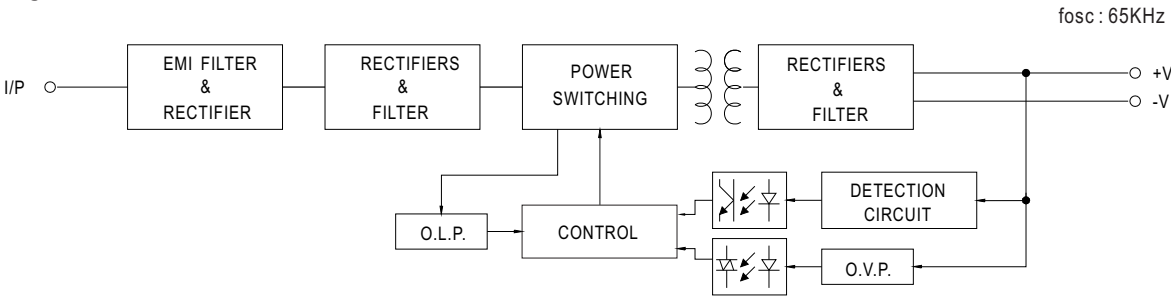 fosc : 65KHz
I/P
EMI FILTER
&
RECTIFIER
RECTIFIERS
&
FILTER
POWER
SWITCHING
RECTIFIERS
&
FILTER
+V
-V
DETECTION
CIRCUIT
O.L.P.
CONTROL
O.V.P.